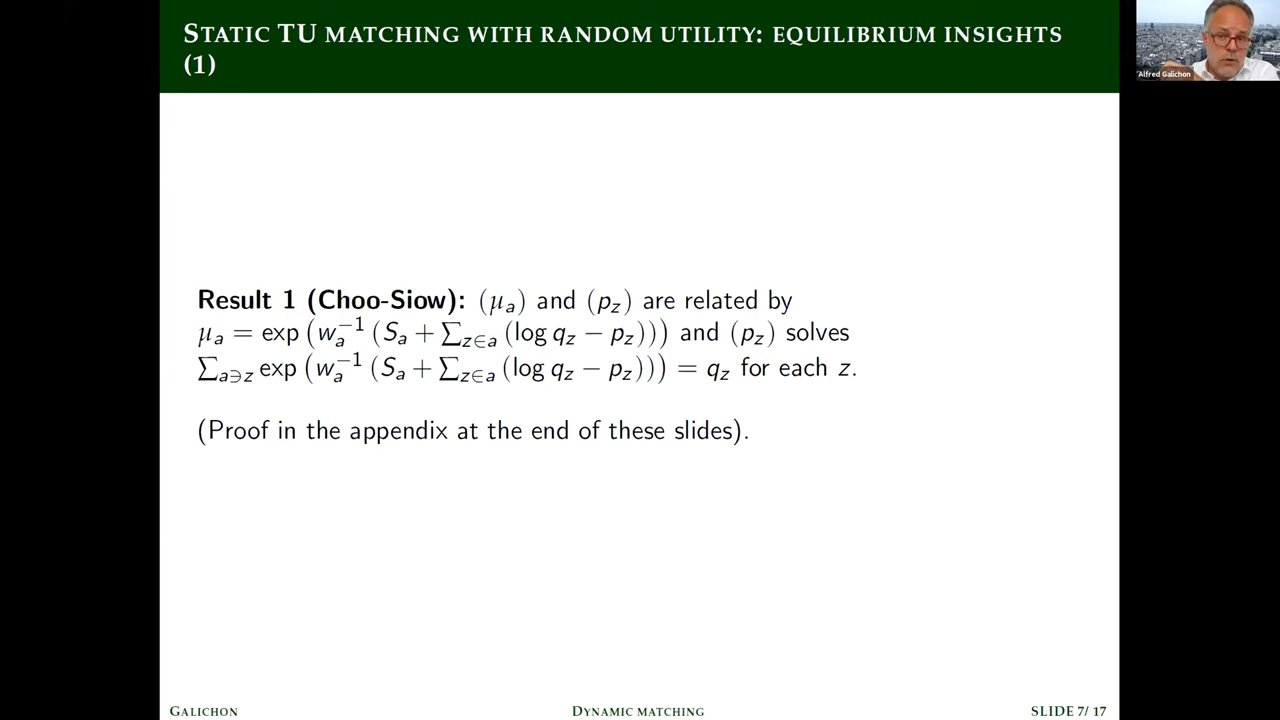 STATIC TU MATCHING WITH RANDOM UTILITY: EQUILIBRIUM INSIGHTS
(1)
Alfred Galichon
Result 1 (Choo-Siow): (μ_a) and (p_z) are related by
μ_a = exp (w_a^{-1} (S_a + ∑_{z∈a} (log q_z − p_z))) and (p_z) solves
∑_{a∋z} exp (w_a^{-1} (S_a + ∑_{z∈a} (log q_z − p_z))) = q_z for each z.
(Proof in the appendix at the end of these slides).
GALICHON
DYNAMIC MATCHING
SLIDE 7/ 17